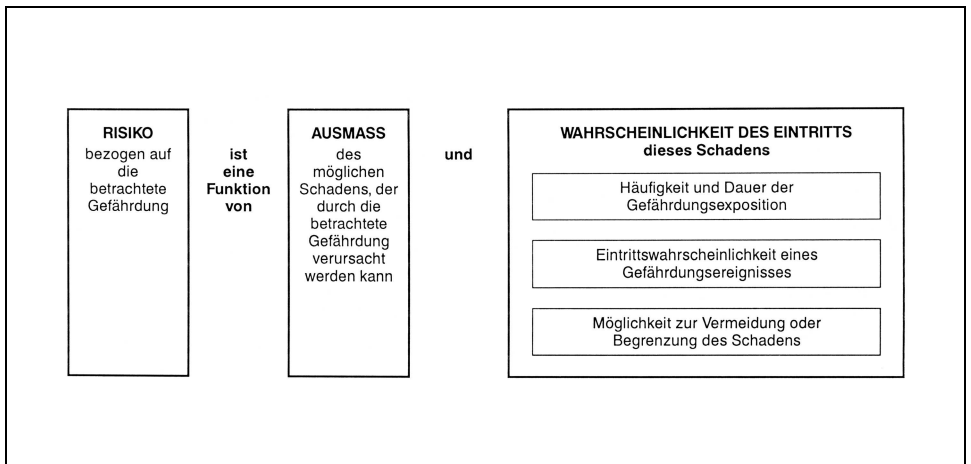 RISIKO
bezogen auf
die
betrachtete
Gefährdung
ist
eine
Funktion
von
AUSMASS
des
möglichen
Schadens, der
durch die
betrachtete
Gefährdung
verursacht
werden kann
und
WAHRSCHEINLICHKEIT DES EINTRITTS
dieses Schadens
Häufigkeit und Dauer der
Gefährdungsexposition
Eintrittswahrscheinlichkeit eines
Gefährdungsereignisses
Möglichkeit zur Vermeidung oder
Begrenzung des Schadens